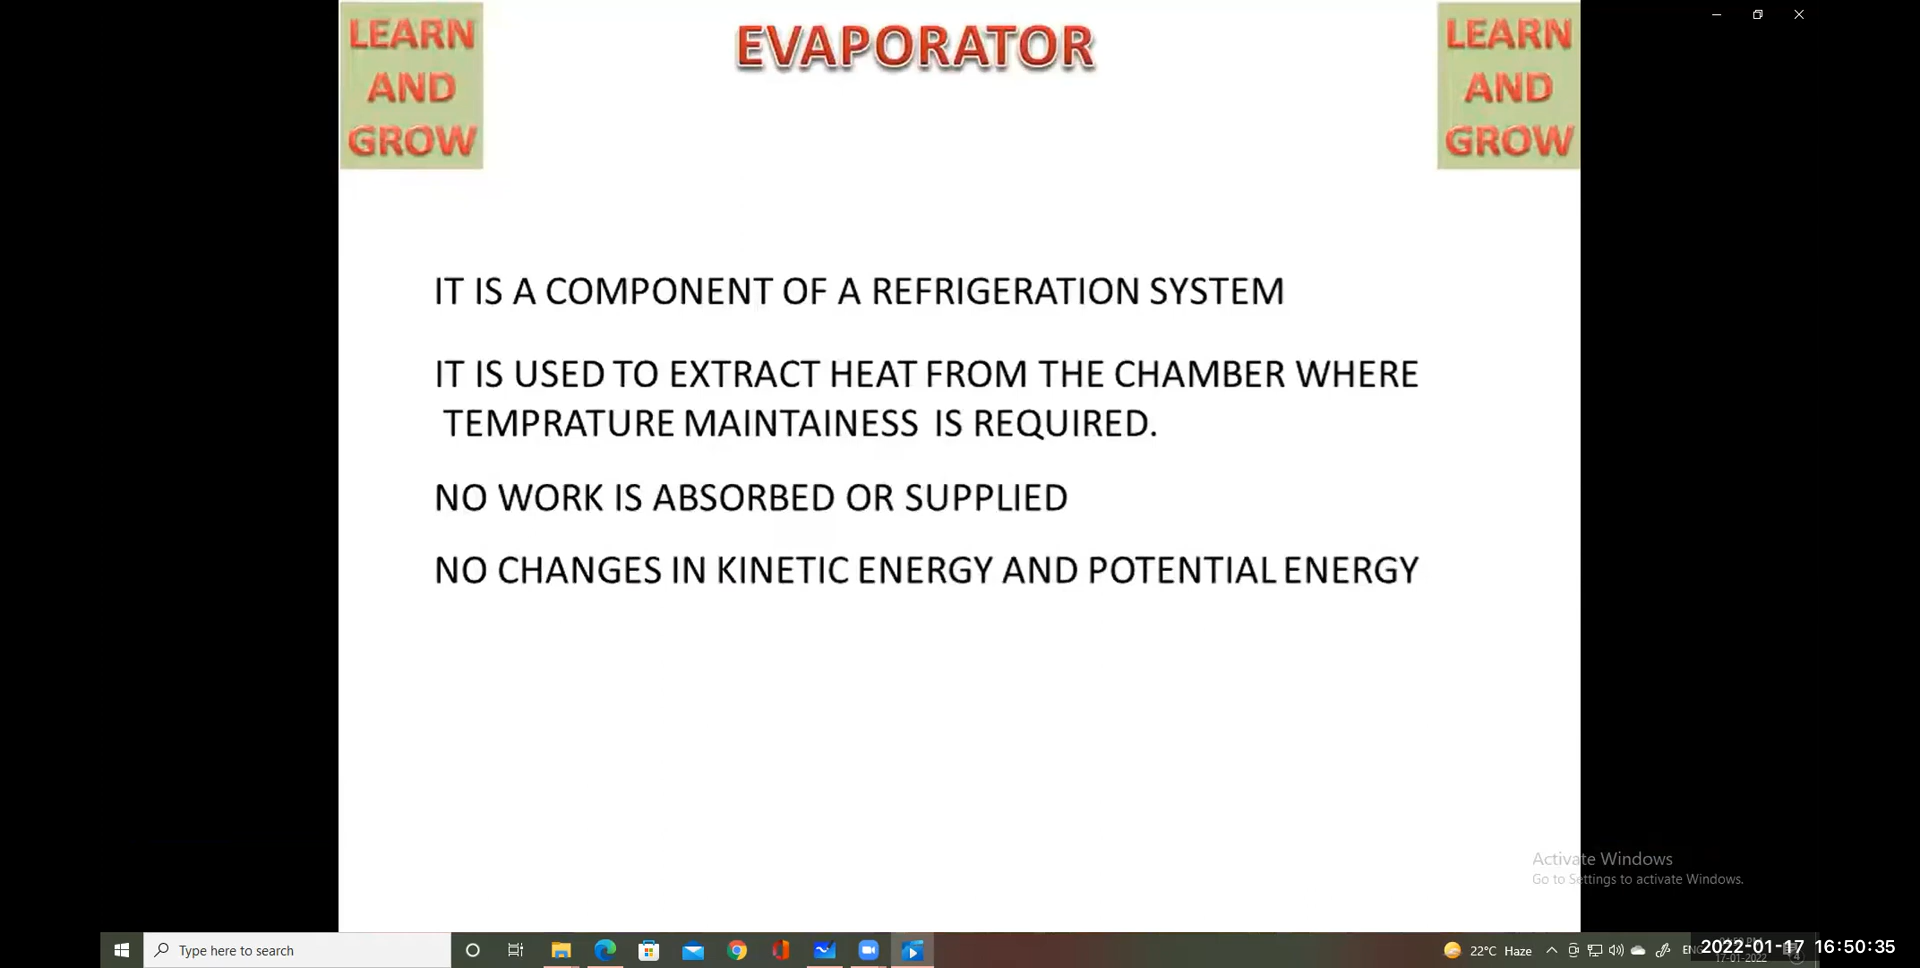 LEARN
AND
GROW
EVAPORATOR
LEARN
AND
GROW
IT IS A COMPONENT OF A REFRIGERATION SYSTEM
IT IS USED TO EXTRACT HEAT FROM THE CHAMBER WHERE
TEMPRATURE MAINTAINESS IS REQUIRED.
NO WORK IS ABSORBED OR SUPPLIED
NO CHANGES IN KINETIC ENERGY AND POTENTIAL ENERGY
Activate Windows
Go to Settings to activate Windows.
Type here to search
22°C Haze
2022-01-17 16:50:35
17-01-2022